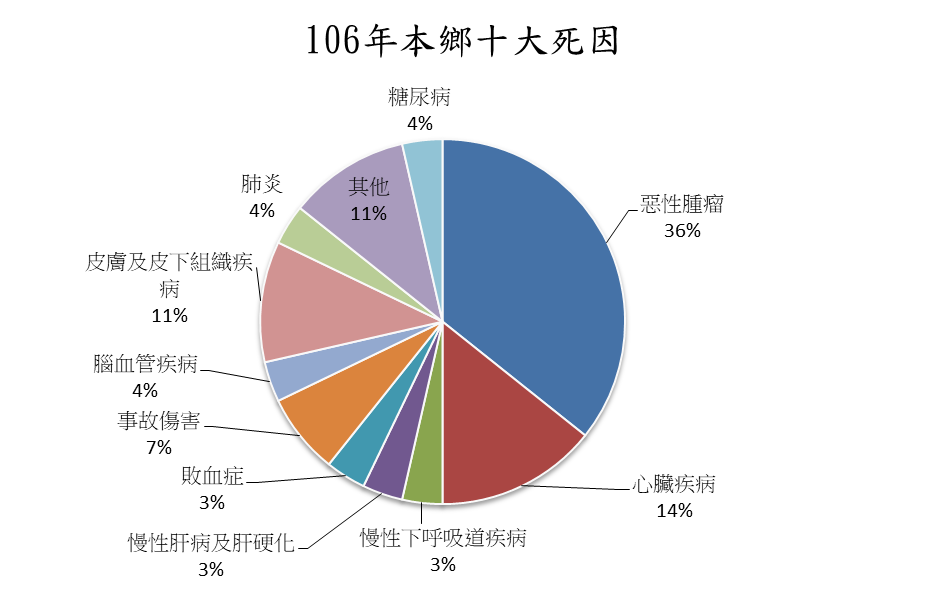 106年本鄉十大死因
糖尿病
4%
惡性腫瘤
36%
心臟疾病
14%
慢性下呼吸道疾病
3%
慢性肝病及肝硬化
3%
敗血症
3%
事故傷害
7%
腦血管疾病
4%
皮膚及皮下組織疾
病
11%
肺炎
4%
其他
11%